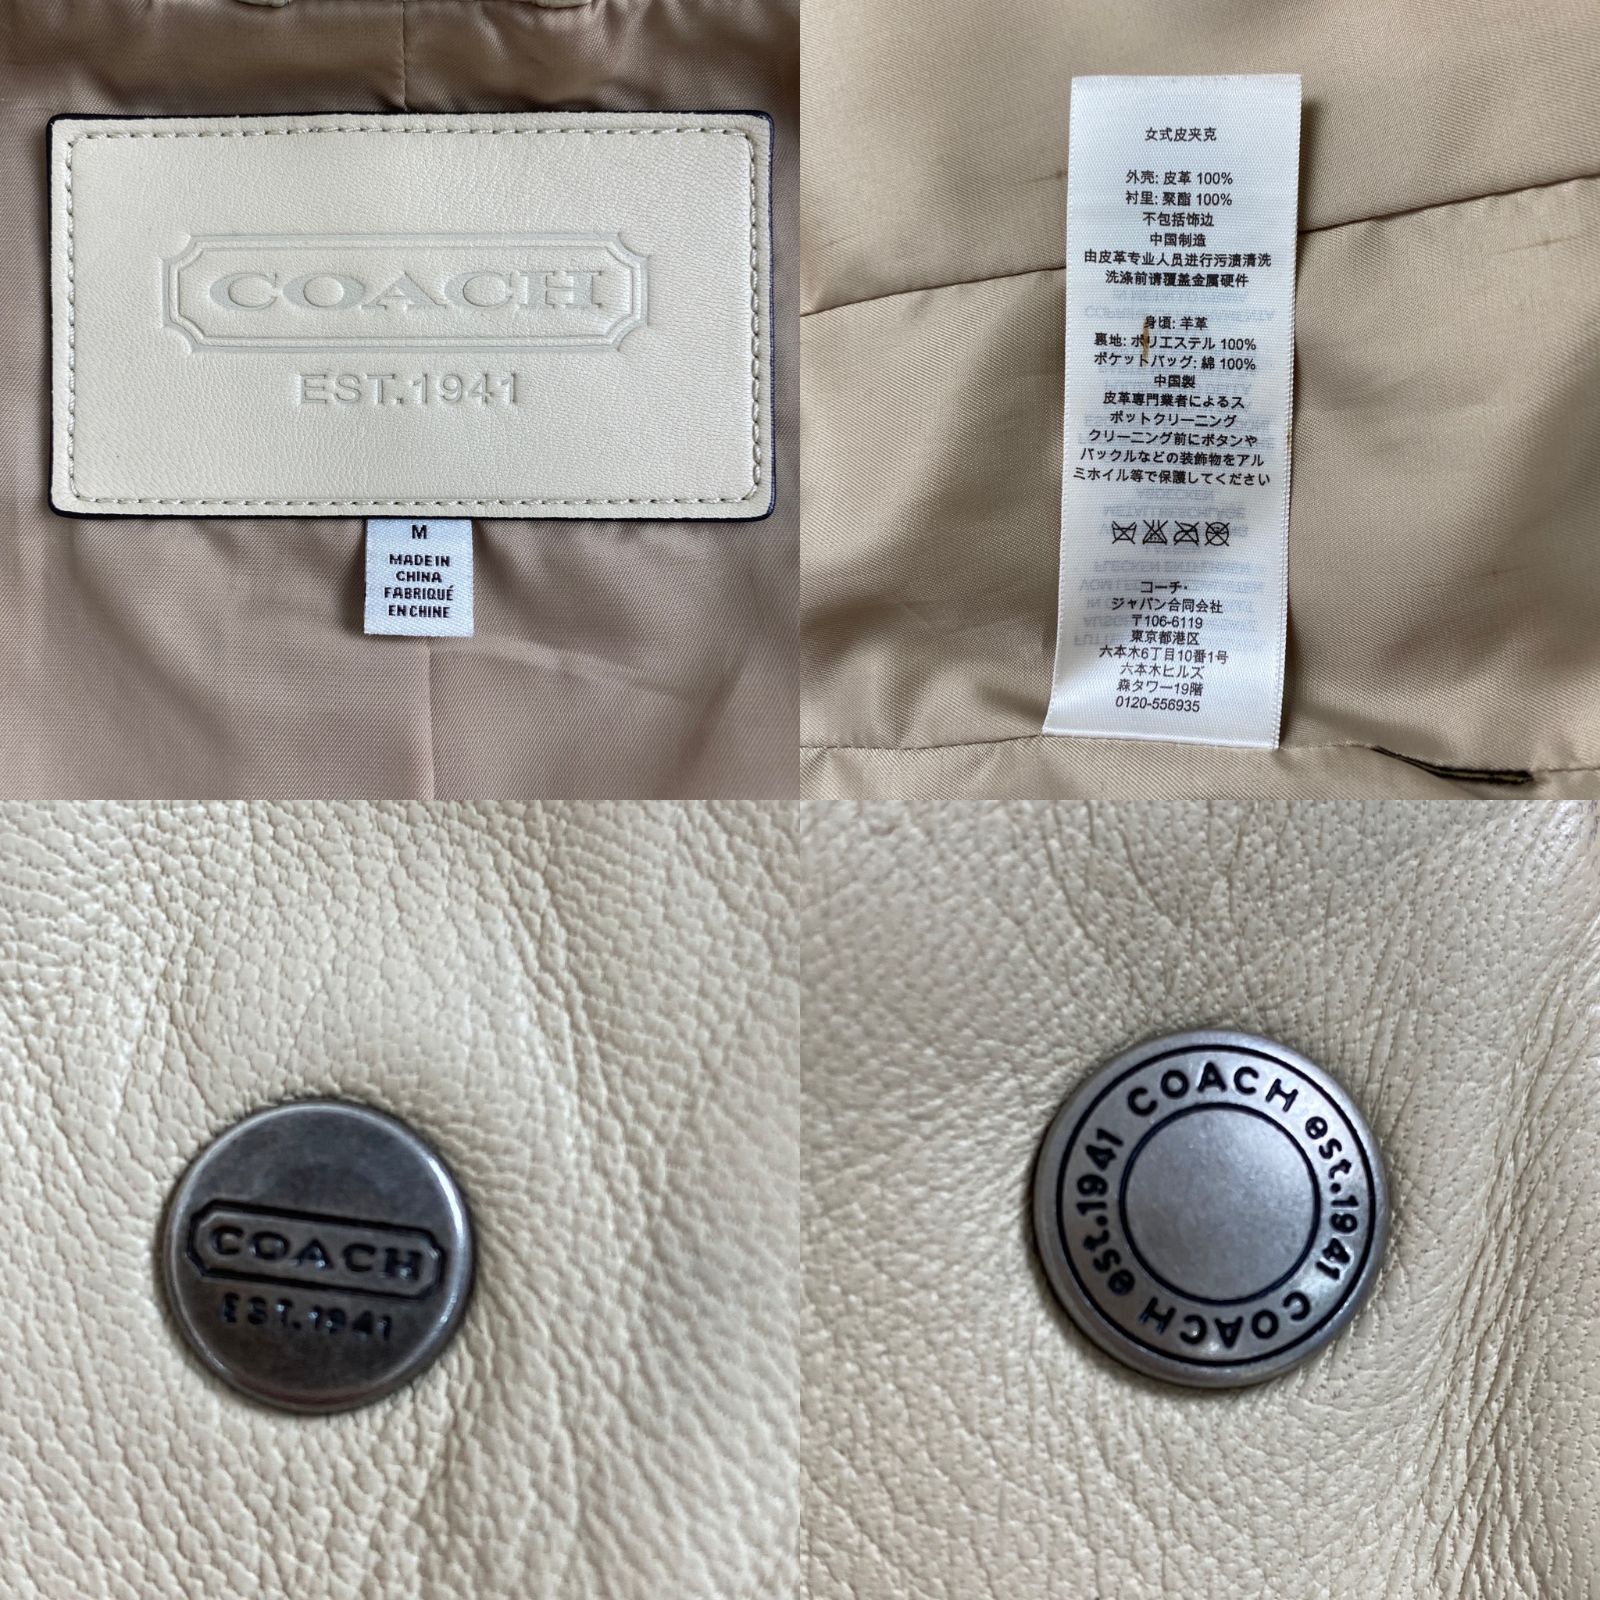 COACH
EST.1941
M
MADE IN
CHINA
FABRIQUÉ
EN CHINE
女式皮夹克
外壳: 皮革 100%
衬里: 聚酯 100%
不包括饰边
中国制造
由皮革专业人员进行污渍清洗
洗涤前请覆盖金属硬件
身頃: 羊革
裏地: ポリエステル 100%
ポケットバッグ: 綿 100%
中国製
皮革専門業者によるス
ポットクリーニング
クリーニング前にボタンや
バックルなどの装飾物をアル
ミホイル等で保護してください
コーチ・
ジャパン合同会社
〒106-6119
東京都港区
六本木6丁目10番1号
六本木ヒルズ
森タワー19階
0120-556935
COACH
EST.1941
COACH est.1941 COACH est.1941